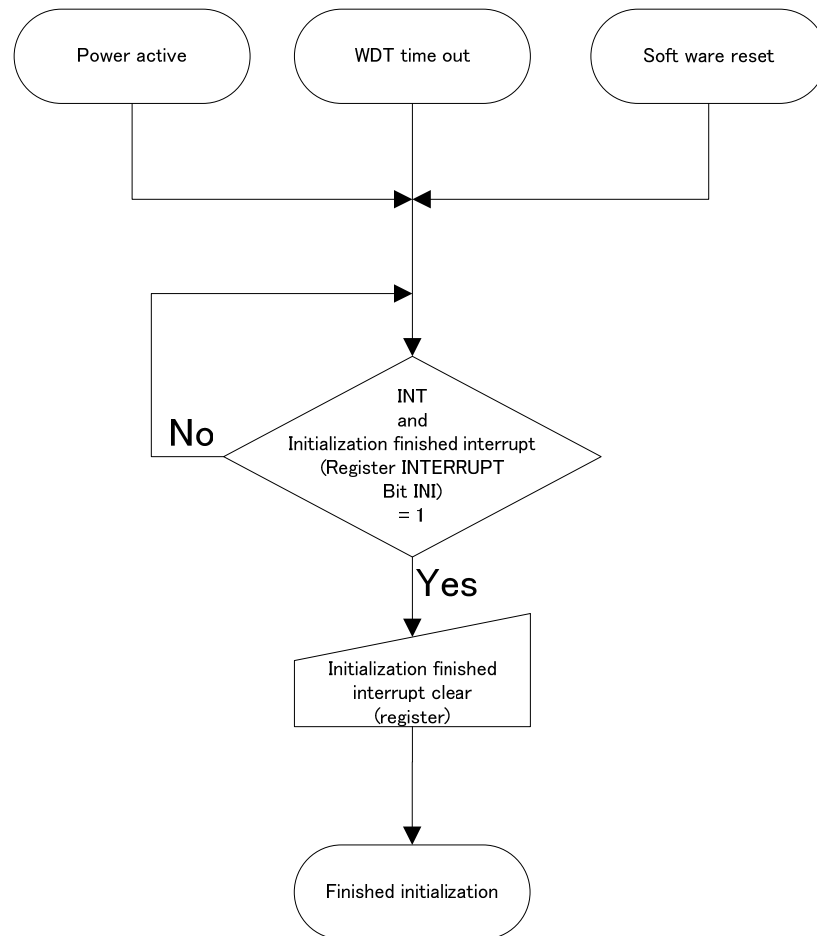 Power active
WDT time out
Soft ware reset
INT
and
Initialization finished interrupt
(Register INTERRUPT
Bit INI)
= 1
No
Yes
Initialization finished
interrupt clear
(register)
Finished initialization